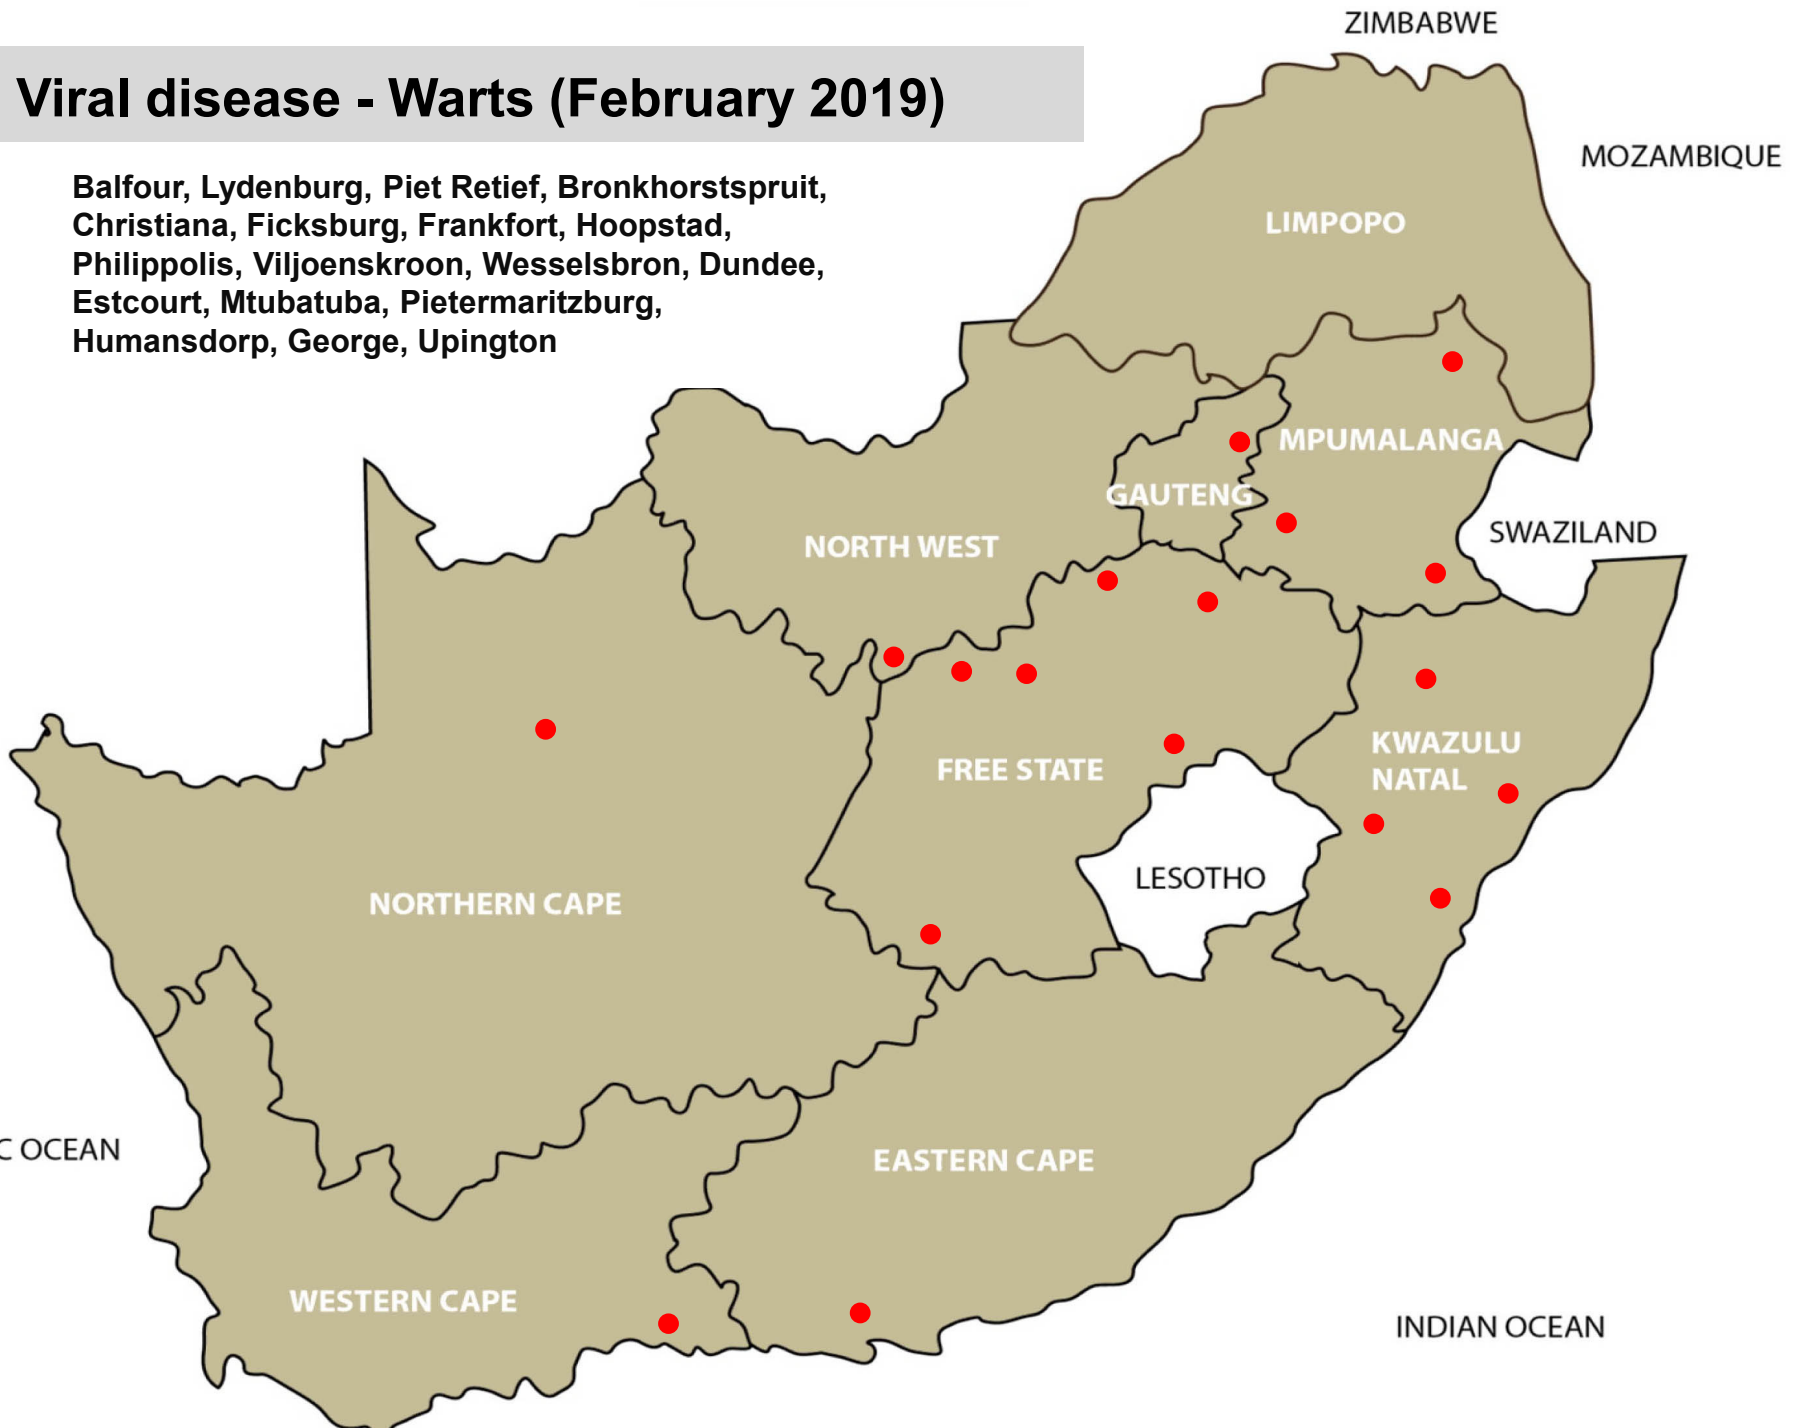 ZIMBABWE
Viral disease - Warts (February 2019)
MOZAMBIQUE
Balfour, Lydenburg, Piet Retief, Bronkhorstspruit,
Christiana, Ficksburg, Frankfort, Hoopstad,
Philippolis, Viljoenskroon, Wesselsbron, Dundee,
Estcourt, Mtubatuba, Pietermaritzburg,
Humansdorp, George, Upington
LIMPOPO
MPUMALANGA
GAUTENG
SWAZILAND
NORTH WEST
KWAZULU
NATAL
FREE STATE
LESOTHO
NORTHERN CAPE
C OCEAN
EASTERN CAPE
WESTERN CAPE
INDIAN OCEAN